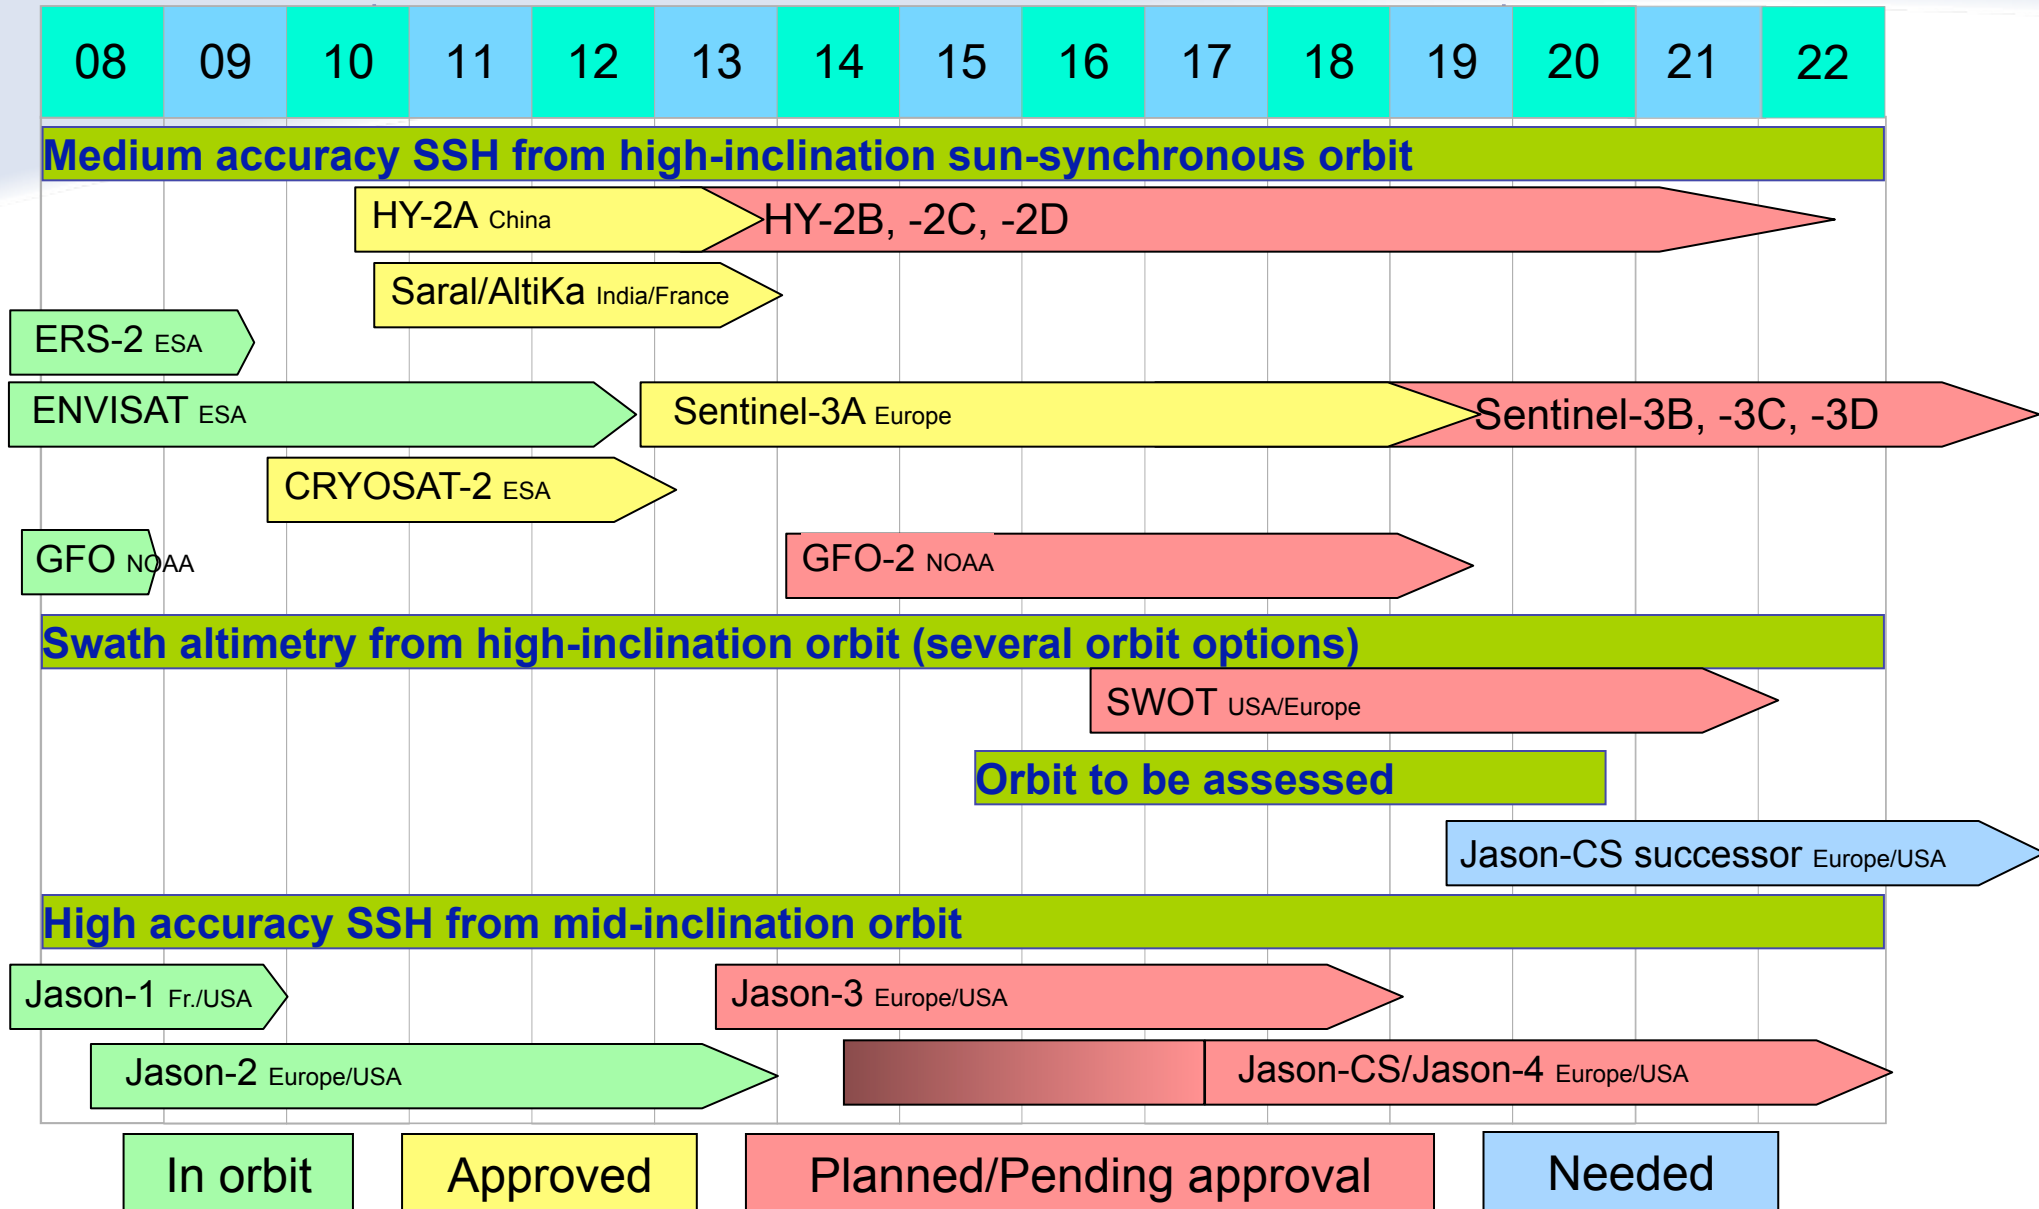 08 09 10 11 12 13 14 15 16 17 18 19 20 21 22
Medium accuracy SSH from high-inclination sun-synchronous orbit
HY-2A China HY-2B, -2C, -2D
Saral/AltiKa India/France
ERS-2 ESA
ENVISAT ESA Sentinel-3A Europe Sentinel-3B, -3C, -3D
CRYOSAT-2 ESA
GFO NOAA GFO-2 NOAA
Swath altimetry from high-inclination orbit (several orbit options)
SWOT USA/Europe
Orbit to be assessed
Jason-CS successor Europe/USA
High accuracy SSH from mid-inclination orbit
Jason-1 Fr./USA Jason-3 Europe/USA
Jason-2 Europe/USA Jason-CS/Jason-4 Europe/USA
In orbit Approved Planned/Pending approval Needed